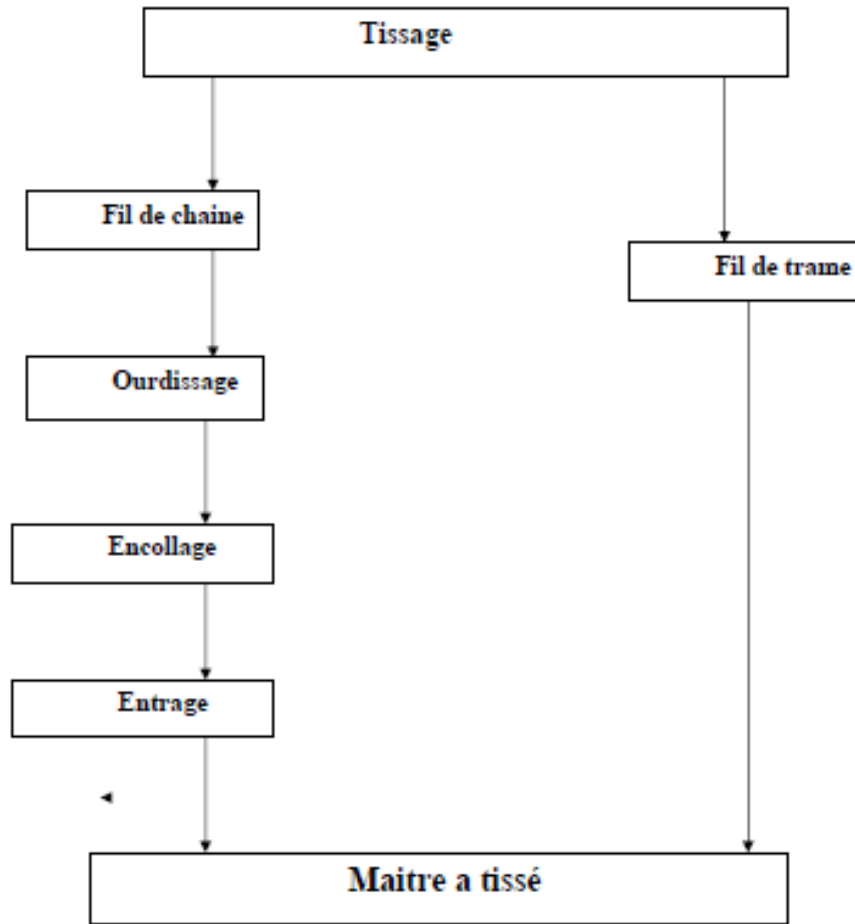 Tissage
Fil de chaine
Fil de trame
Ourdissage
Encollage
Entrage
Maitre a tissé